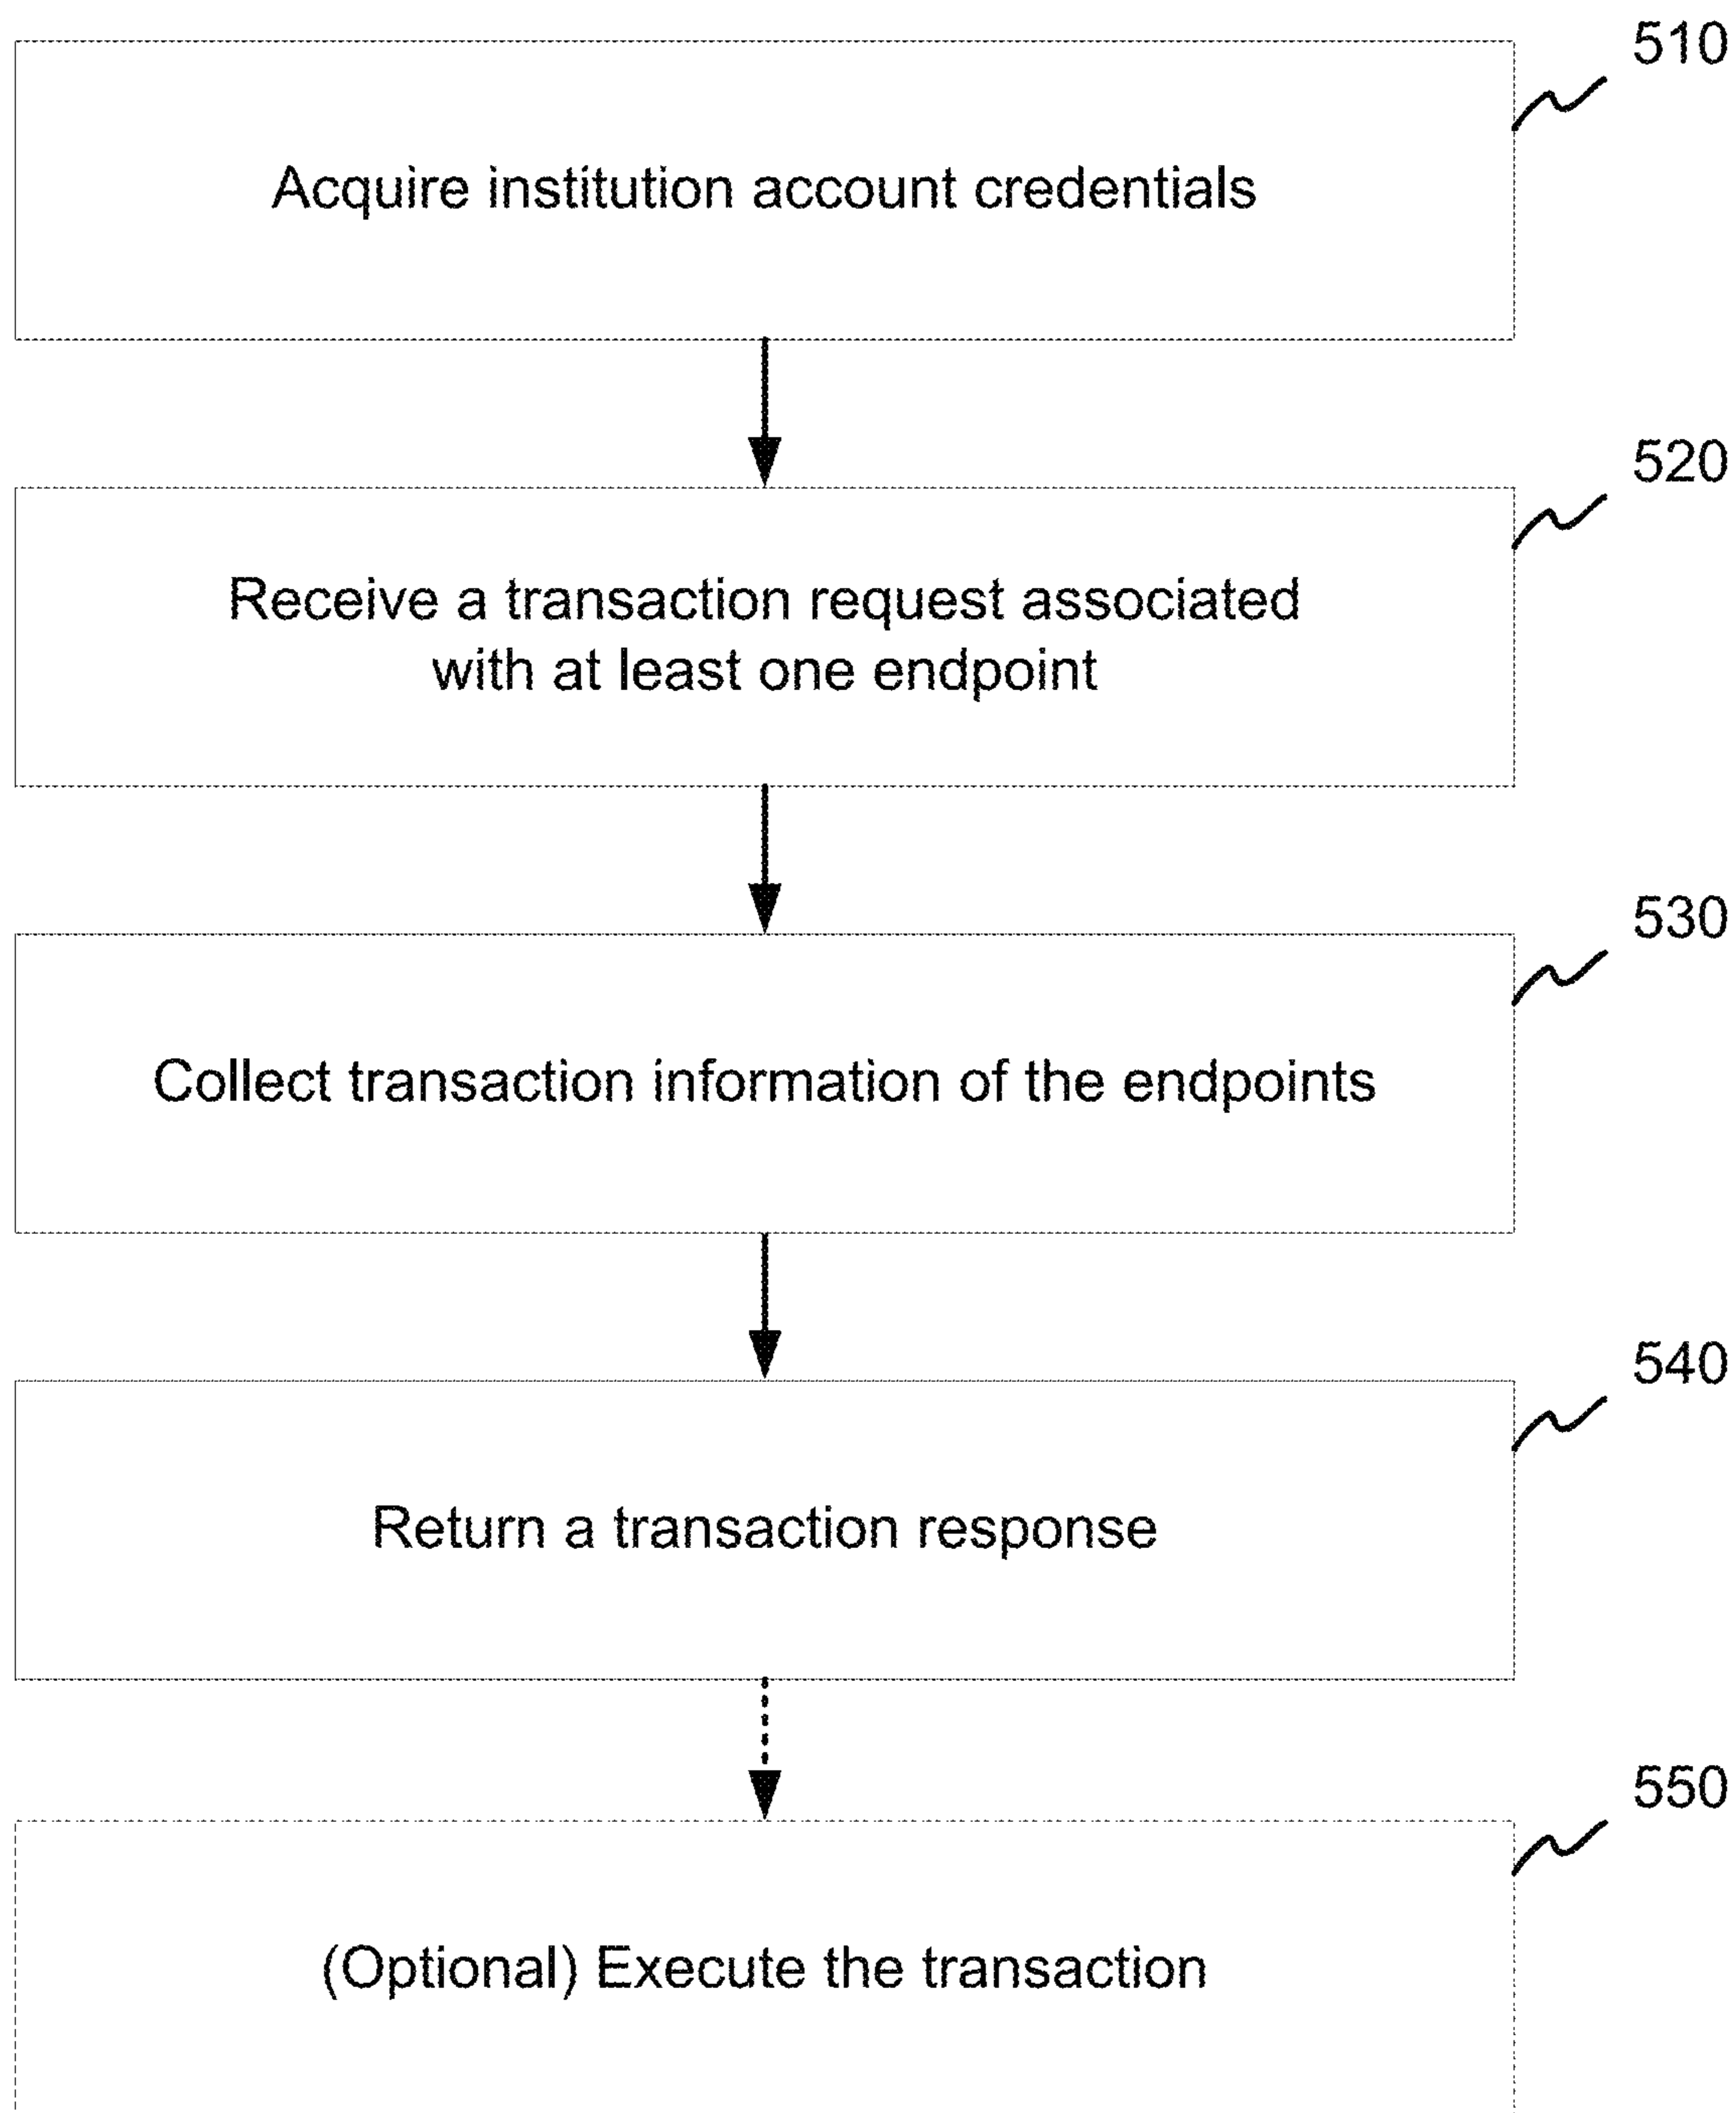 510
Acquire institution account credentials
520
Receive a transaction request associated
with at least one endpoint
530
Collect transaction information of the endpoints
540
Return a transaction response
550
(Optional) Execute the transaction